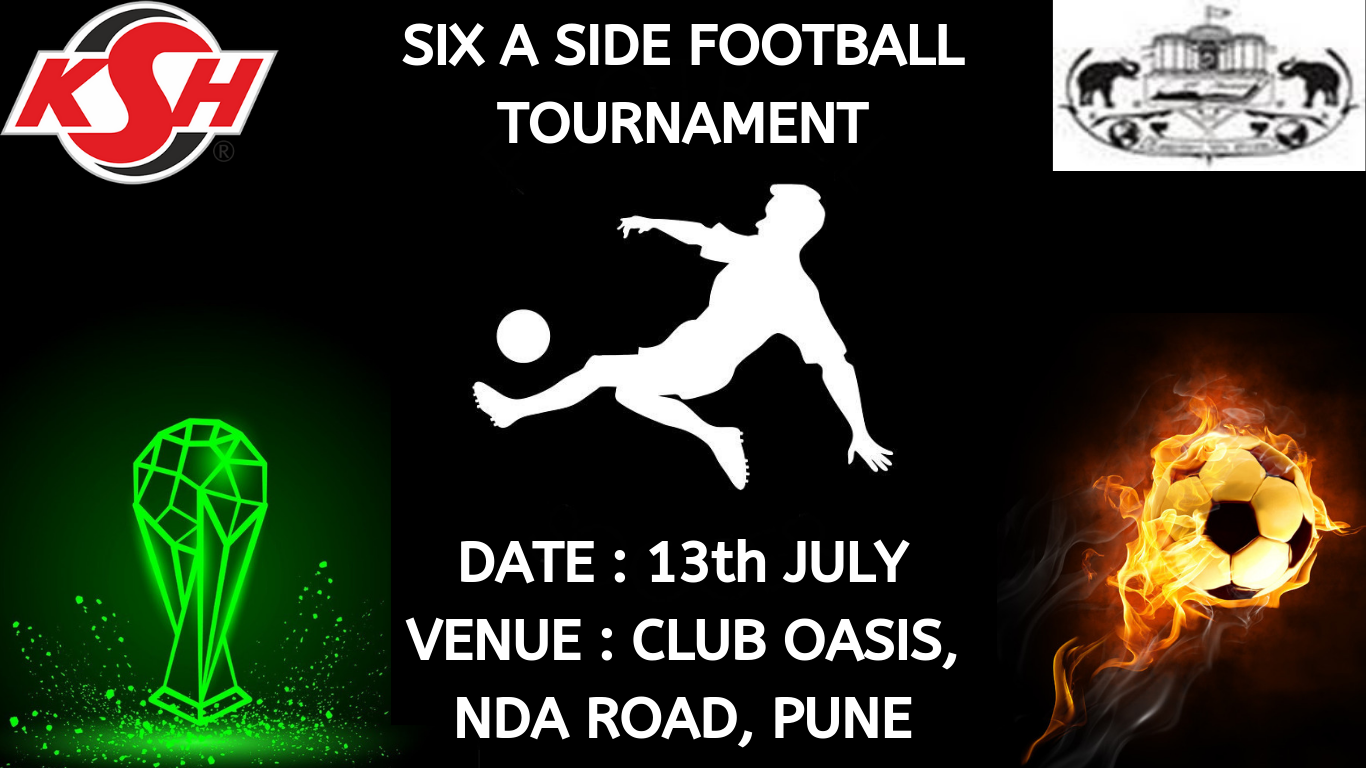 KSH
®
SIX A SIDE FOOTBALL
TOURNAMENT
DATE : 13th JULY
VENUE : CLUB OASIS,
NDA ROAD, PUNE